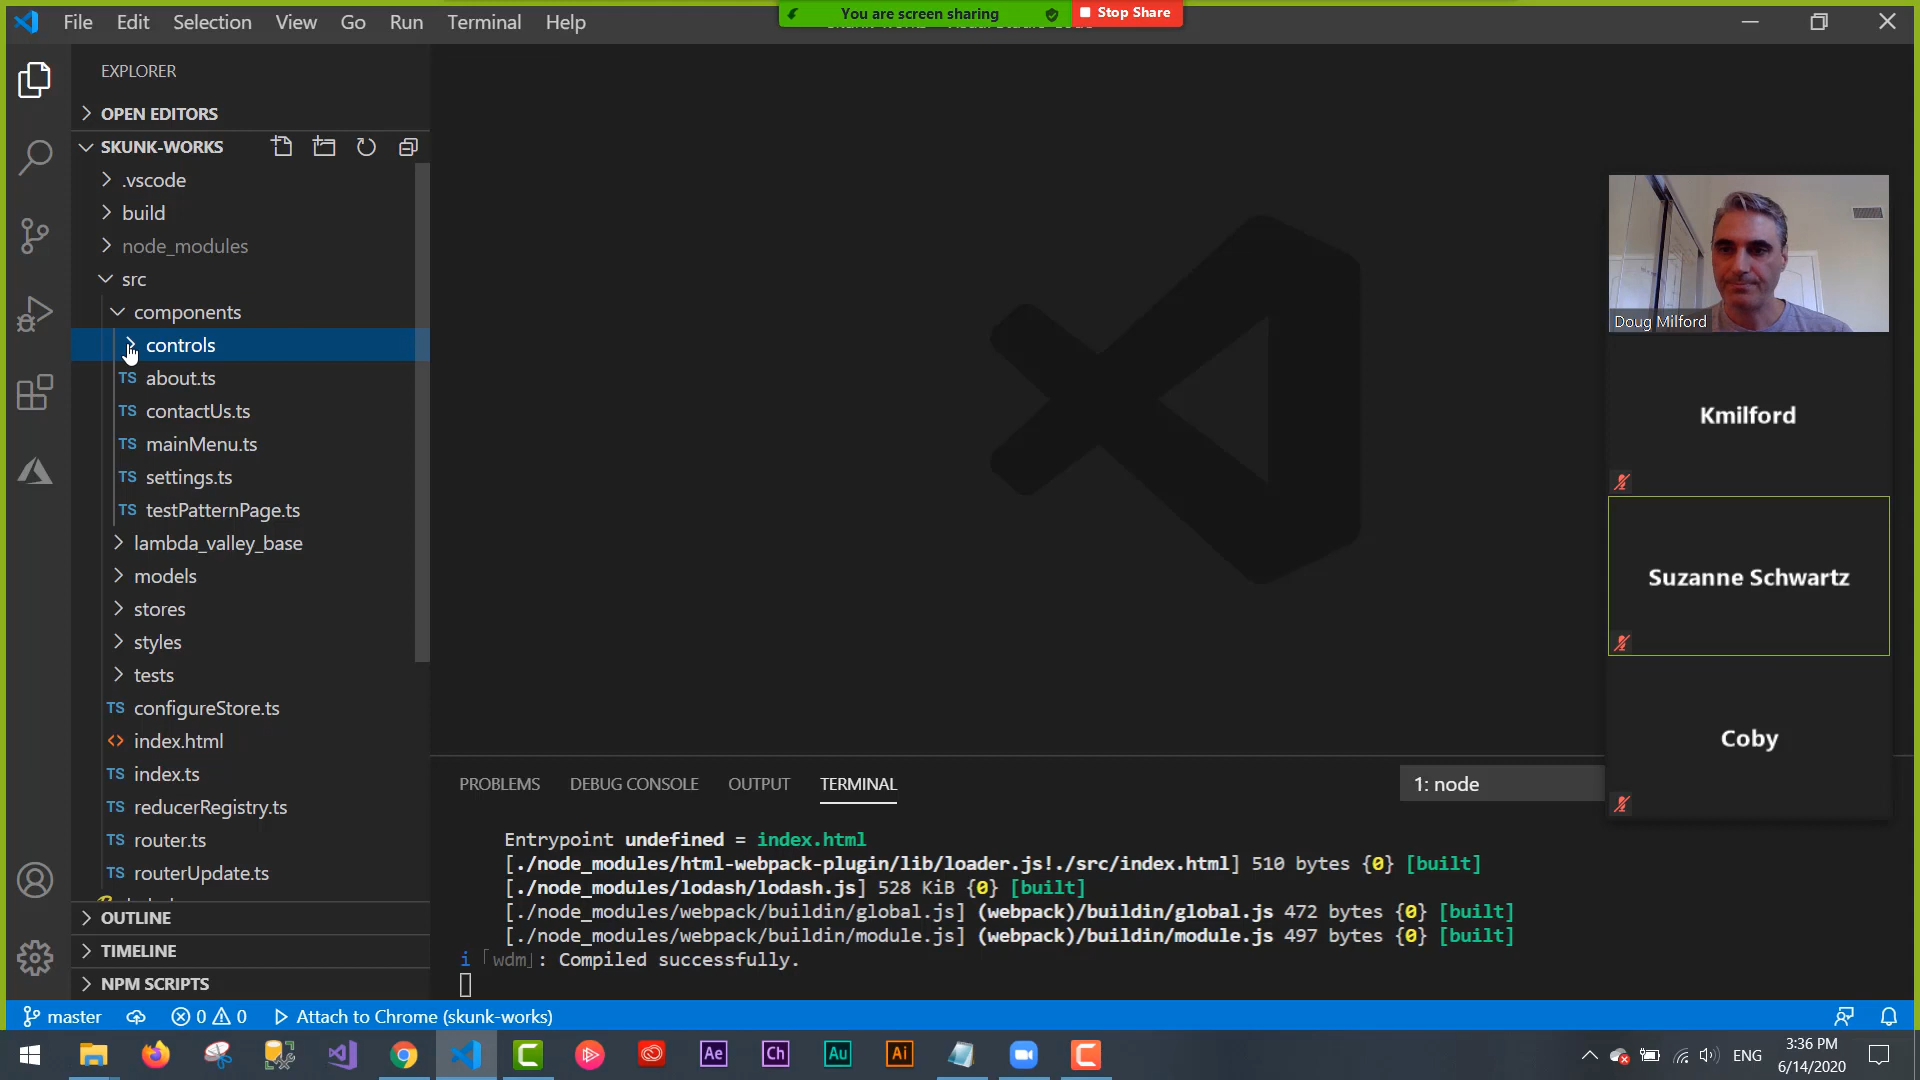 File Edit Selection View Go Run Terminal Help
You are screen sharing
Stop Share
EXPLORER
OPEN EDITORS
SKUNK-WORKS
.vscode
build
node_modules
src
components
controls
TS about.ts
TS contactUs.ts
TS mainMenu.ts
TS settings.ts
TS testPatternPage.ts
lambda_valley_base
models
stores
styles
tests
TS configureStore.ts
<> index.html
TS index.ts
TS reducerRegistry.ts
TS router.ts
TS routerUpdate.ts
OUTLINE
TIMELINE
NPM SCRIPTS
Doug Milford
Kmilford
Suzanne Schwartz
Coby
PROBLEMS DEBUG CONSOLE OUTPUT TERMINAL
1: node
Entrypoint undefined = index.html
[./node_modules/html-webpack-plugin/lib/loader.js!./src/index.html] 510 bytes {0} [built]
[./node_modules/lodash/lodash.js] 528 KiB {0} [built]
[./node_modules/webpack/buildin/global.js] (webpack)/buildin/global.js 472 bytes {0} [built]
[./node_modules/webpack/buildin/module.js] (webpack)/buildin/module.js 497 bytes {0} [built]
i ｢wdm｣: Compiled successfully.
master 0 0 Attach to Chrome (skunk-works)
Ae Ch Au Ai
ENG
3:36 PM
6/14/2020